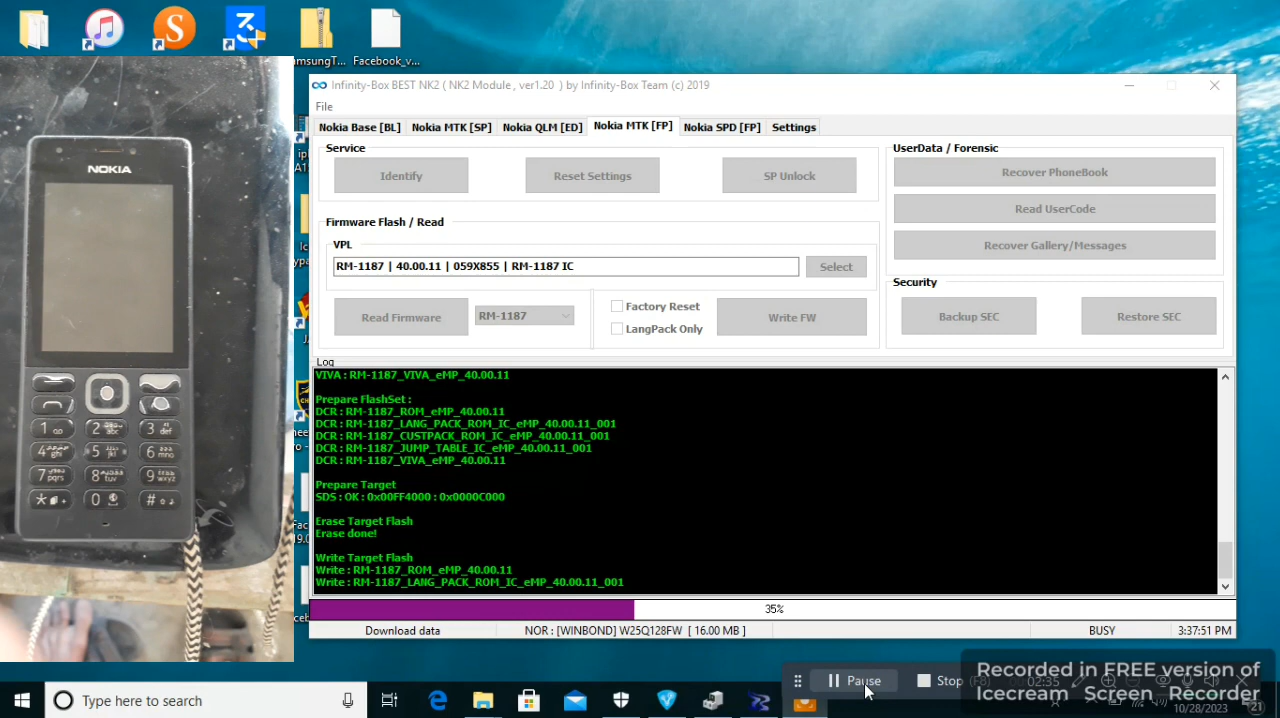 amsungT...
Facebook_v...
NOKIA
Infinity-Box BEST NK2 ( NK2 Module , ver1.20 ) by Infinity-Box Team (c) 2019
File
Nokia Base [BL] Nokia MTK [SP] Nokia QLM [ED] Nokia MTK [FP] Nokia SPD [FP] Settings
Service
Identify Reset Settings SP Unlock
Firmware Flash / Read
VPL
RM-1187 | 40.00.11 | 059X855 | RM-1187 IC
Select
Read Firmware RM-1187
Factory Reset
LangPack Only
Write FW
UserData / Forensic
Recover PhoneBook
Read UserCode
Recover Gallery/Messages
Security
Backup SEC Restore SEC
Log
VIVA : RM-1187_VIVA_eMP_40.00.11
Prepare FlashSet :
DCR : RM-1187_ROM_eMP_40.00.11
DCR : RM-1187_LANG_PACK_ROM_IC_eMP_40.00.11_001
DCR : RM-1187_CUSTPACK_ROM_IC_eMP_40.00.11_001
DCR : RM-1187_JUMP_TABLE_IC_eMP_40.00.11_001
DCR : RM-1187_VIVA_eMP_40.00.11
Prepare Target
SDS : OK : 0x00FF4000 : 0x0000C000
Erase Target Flash
Erase done!
Write Target Flash
Write : RM-1187_ROM_eMP_40.00.11
Write : RM-1187_LANG_PACK_ROM_IC_eMP_40.00.11_001
35%
Download data NOR : [WINBOND] W25Q128FW [ 16.00 MB ] BUSY 3:37:51 PM
Pause Stop 02:35
Recorded in FREE version of
Icecream Screen Recorder
Type here to search
10/28/2023
21